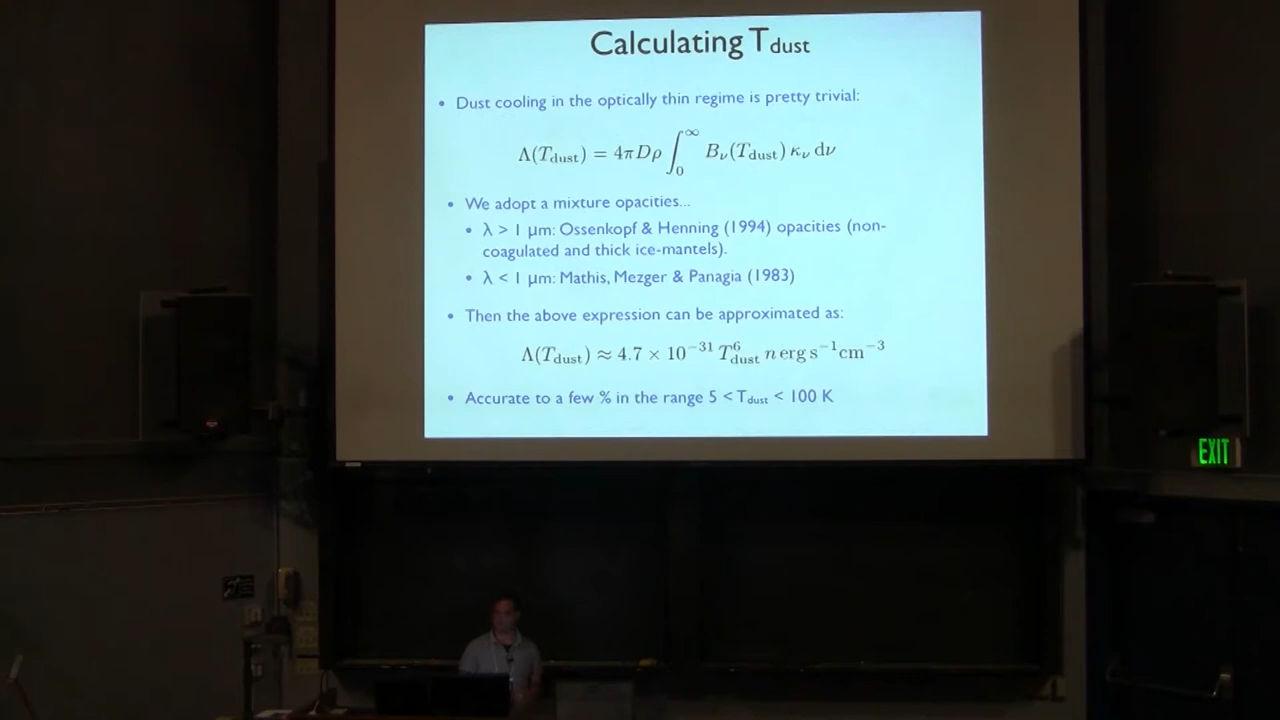 Calculating Tdust
• Dust cooling in the optically thin regime is pretty trivial:
Λ(T_dust) = 4πDρ ∫_0^∞ B_ν(T_dust) κ_ν dν
• We adopt a mixture opacities...
• λ > 1 μm: Ossenkopf & Henning (1994) opacities (non-
coagulated and thick ice-mantels).
• λ < 1 μm: Mathis, Mezger & Panagia (1983)
• Then the above expression can be approximated as:
Λ(T_dust) ≈ 4.7 × 10^−31 T_dust^6 n erg s^−1 cm^−3
• Accurate to a few % in the range 5 < Tdust < 100 K
EXIT